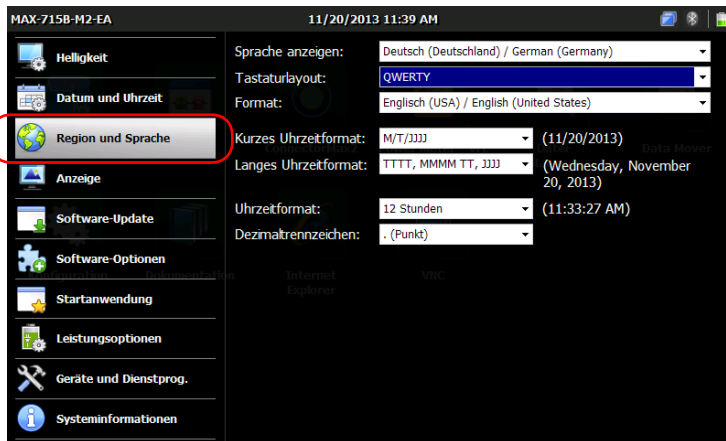 MAX-715B-M2-EA 11/20/2013 11:39 AM
Helligkeit
Datum und Uhrzeit
Region und Sprache
Anzeige
Software-Update
Software-Optionen
Startanwendung
Leistungsoptionen
Geräte und Dienstprog.
Systeminformationen
Sprache anzeigen: Deutsch (Deutschland) / German (Germany)
Tastaturlayout: QWERTY
Format: Englisch (USA) / English (United States)
Kurzes Uhrzeitformat: M/T/JJJJ (11/20/2013)
Langes Uhrzeitformat: TTTT, MMMM TT, JJJJ (Wednesday, November
20, 2013)
Uhrzeitformat: 12 Stunden (11:33:27 AM)
Dezimaltrennzeichen: . (Punkt)
Data Mover
Dokumentation
Internet
Explorer
VNC